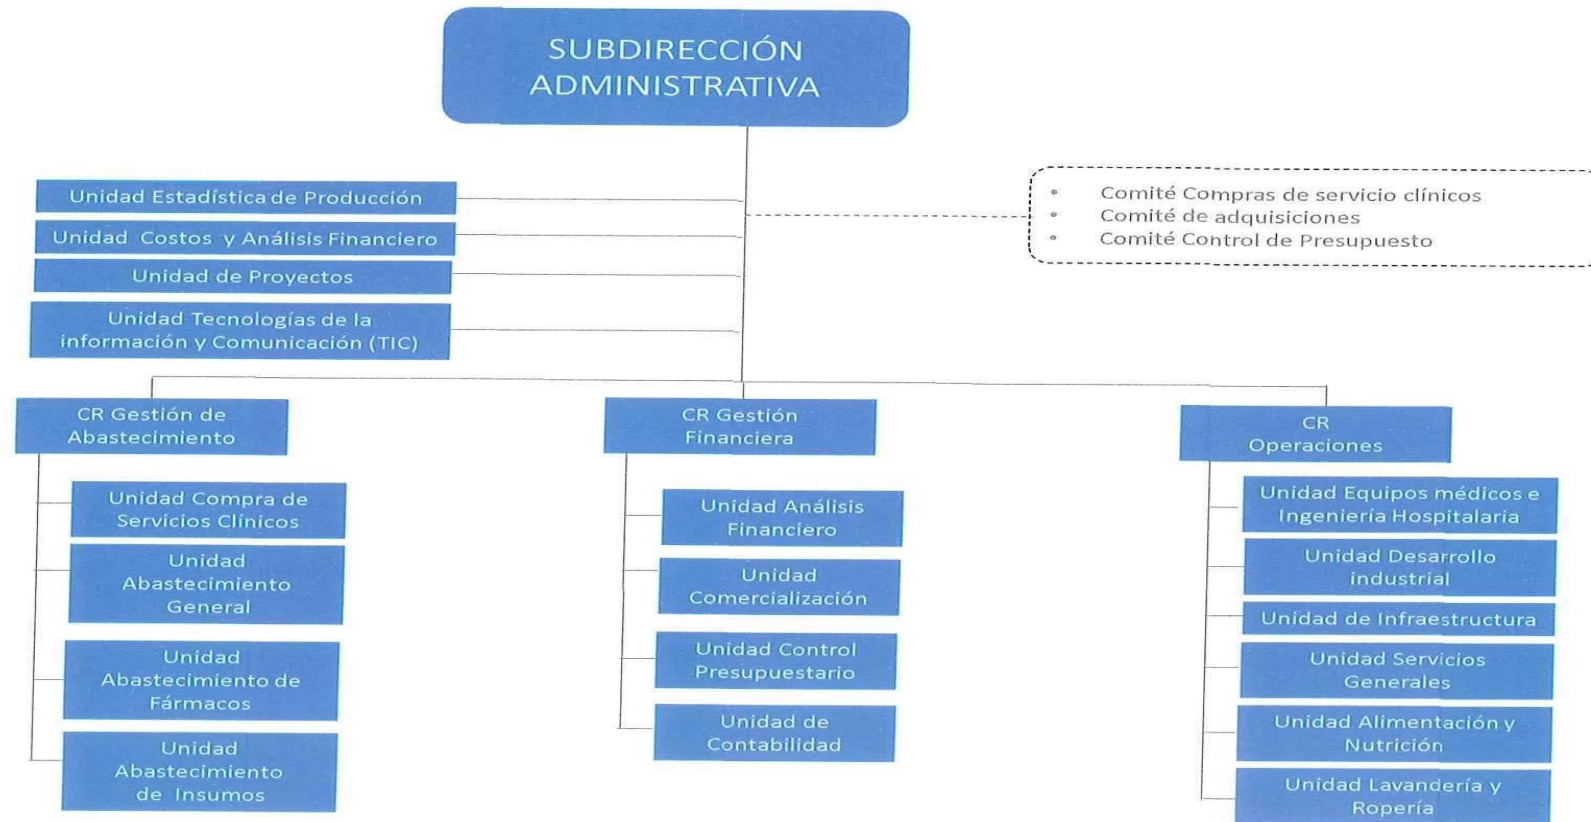 SUBDIRECCIÓN
ADMINISTRATIVA
Unidad Estadística de Producción
Unidad Costos y Análisis Financiero
Unidad de Proyectos
Unidad Tecnologías de la
información y Comunicación (TIC)
• Comité Compras de servicio clínicos
• Comité de adquisiciones
• Comité Control de Presupuesto
CR Gestión de
Abastecimiento
Unidad Compra de
Servicios Clínicos
Unidad
Abastecimiento
General
Unidad
Abastecimiento de
Fármacos
Unidad
Abastecimiento
de Insumos
CR Gestión
Financiera
Unidad Análisis
Financiero
Unidad
Comercialización
Unidad Control
Presupuestario
Unidad de
Contabilidad
CR
Operaciones
Unidad Equipos médicos e
Ingeniería Hospitalaria
Unidad Desarrollo
industrial
Unidad de Infraestructura
Unidad Servicios
Generales
Unidad Alimentación y
Nutrición
Unidad Lavandería y
Ropería